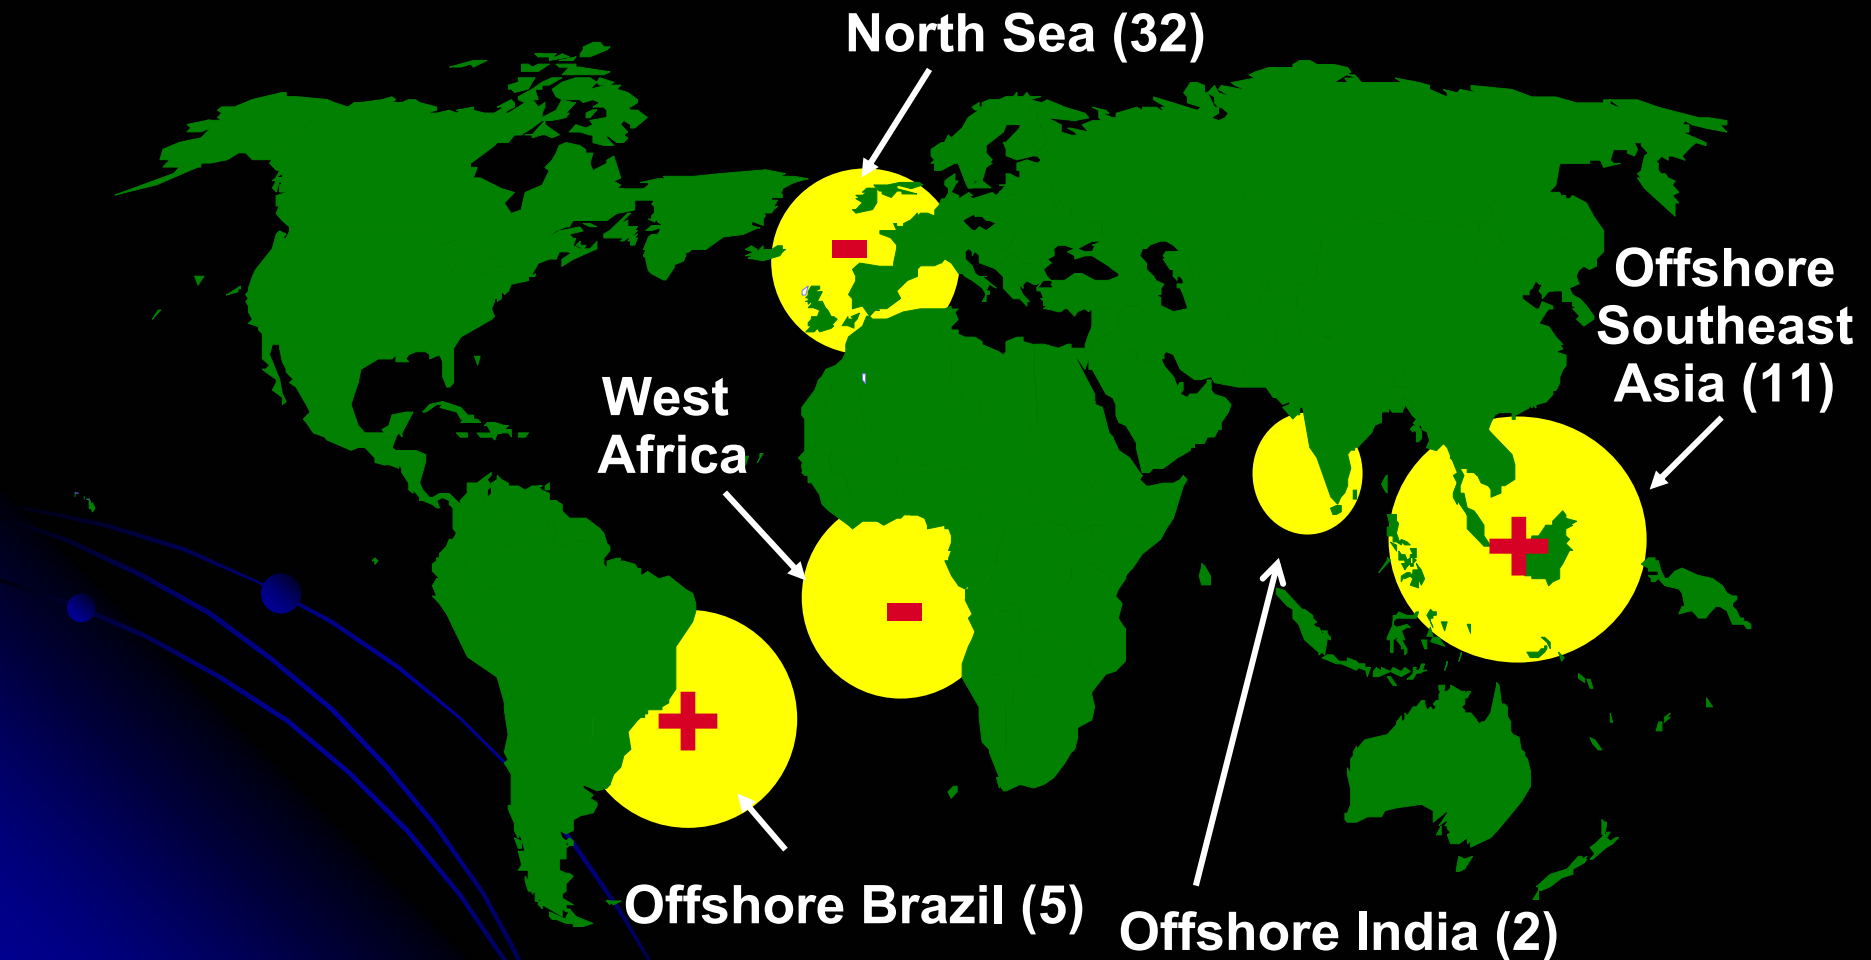 North Sea (32)
Offshore
Southeast
Asia (11)
West
Africa
Offshore Brazil (5)
Offshore India (2)